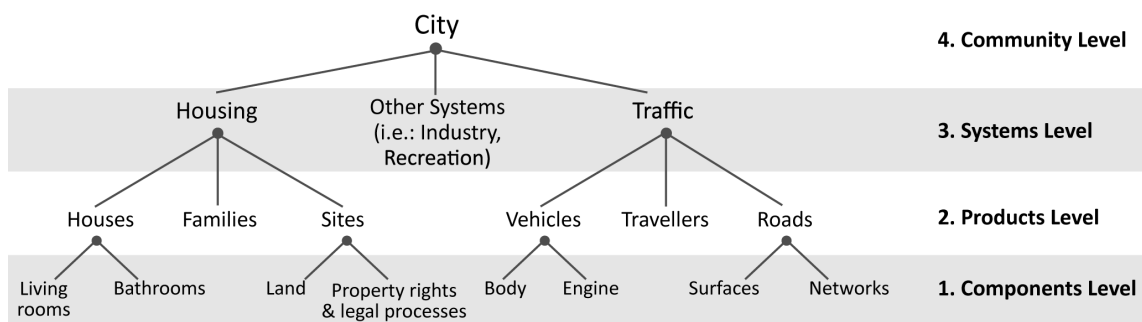 City
4. Community Level
Housing
Other Systems
(i.e.: Industry,
Recreation)
Traffic
3. Systems Level
Houses
Families
Sites
Vehicles
Travellers
Roads
2. Products Level
Living
rooms
Bathrooms
Land
Property rights
& legal processes
Body
Engine
Surfaces
Networks
1. Components Level